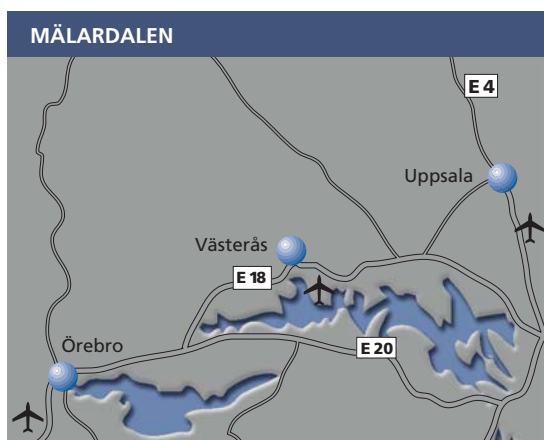 MÄLARDALEN
E 4
Uppsala
Västerås
E 18
Örebro
E 20